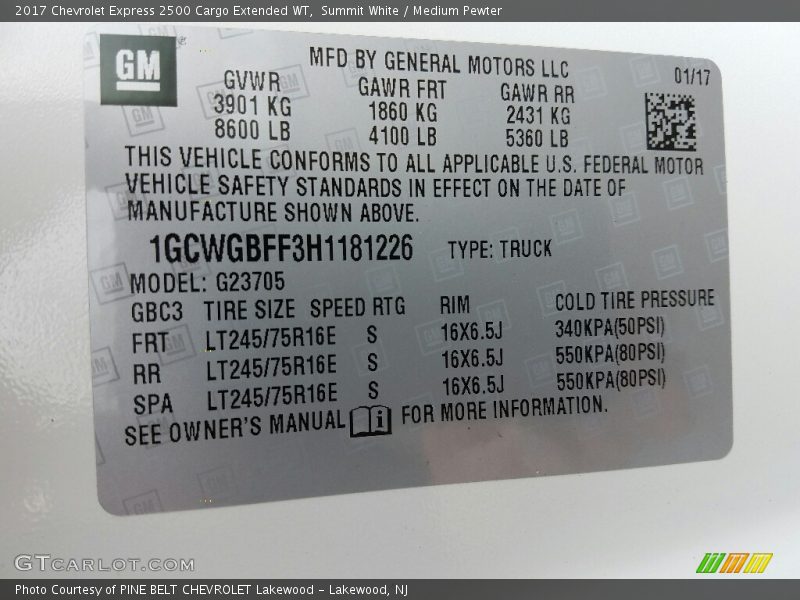 2017 Chevrolet Express 2500 Cargo Extended WT, Summit White / Medium Pewter
GM
MFD BY GENERAL MOTORS LLC
01/17
GVWR GAWR FRT GAWR RR
3901 KG 1860 KG 2431 KG
8600 LB 4100 LB 5360 LB
THIS VEHICLE CONFORMS TO ALL APPLICABLE U.S. FEDERAL MOTOR
VEHICLE SAFETY STANDARDS IN EFFECT ON THE DATE OF
MANUFACTURE SHOWN ABOVE.
1GCWGBFF3H1181226 TYPE: TRUCK
MODEL: G23705
GBC3 TIRE SIZE SPEED RTG RIM COLD TIRE PRESSURE
FRT LT245/75R16E S 16X6.5J 340KPA(50PSI)
RR LT245/75R16E S 16X6.5J 550KPA(80PSI)
SPA LT245/75R16E S 16X6.5J 550KPA(80PSI)
SEE OWNER'S MANUAL FOR MORE INFORMATION.
GTCARLOT.COM
Photo Courtesy of PINE BELT CHEVROLET Lakewood - Lakewood, NJ